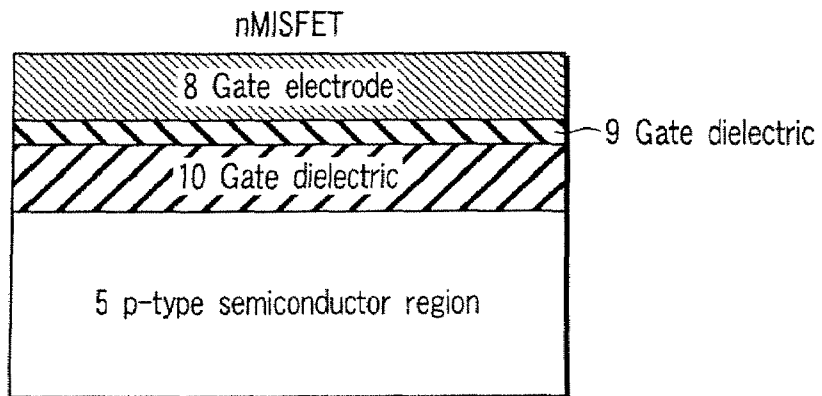 nMISFET
8 Gate electrode
9 Gate dielectric
10 Gate dielectric
5 p-type semiconductor region